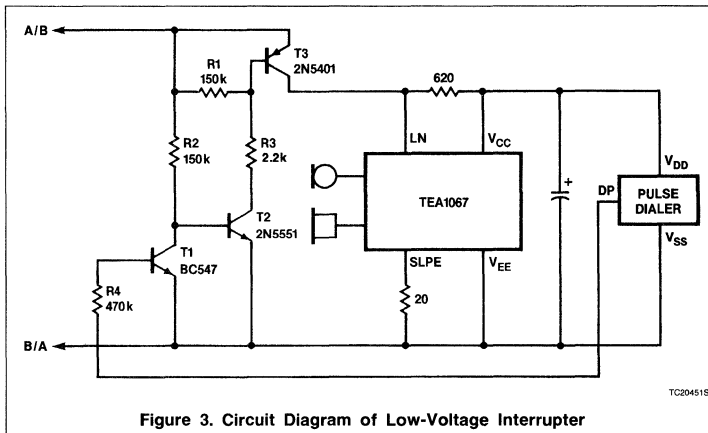 A/B
T3
2N5401
R1
150k
620
R2
150k
R3
2.2k
LN
VCC
VDD
TEA1067
+
DP
PULSE
DIALER
T2
2N5551
T1
BC547
SLPE
VEE
VSS
R4
470k
20
B/A
TC20451S
Figure 3. Circuit Diagram of Low-Voltage Interrupter